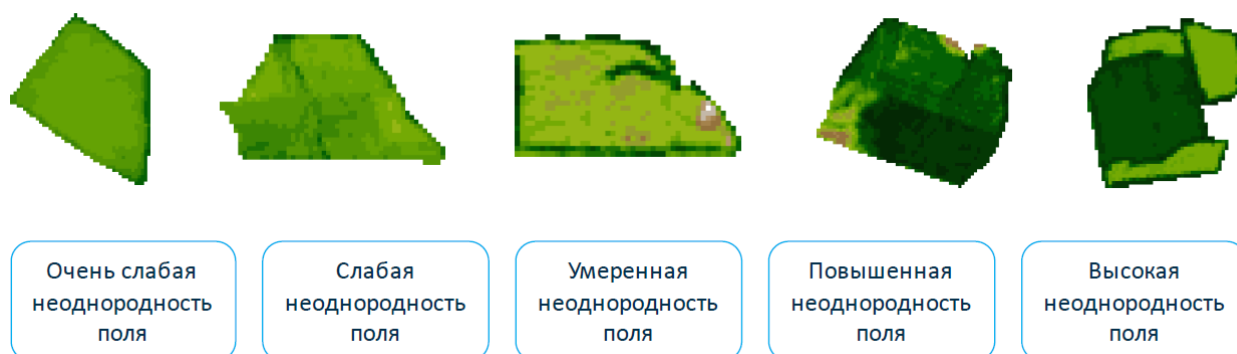 Очень слабая
неоднородность
поля
Слабая
неоднородность
поля
Умеренная
неоднородность
поля
Повышенная
неоднородность
поля
Высокая
неоднородность
поля